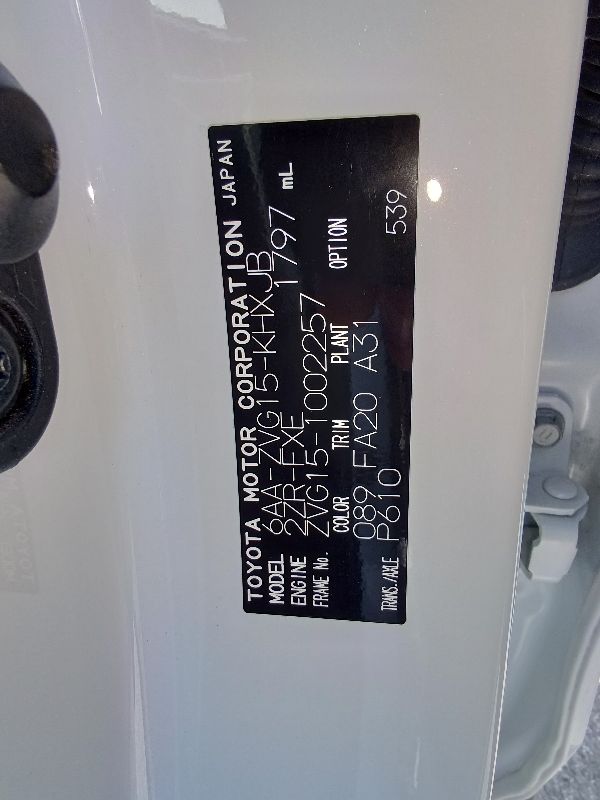 TOYOTA MOTOR CORPORATION JAPAN
MODEL 6AA-ZVG15-KHXJB
ENGINE 2ZR-FXE 1797 mL
FRAME No. ZVG15-1002257
COLOR TRIM PLANT OPTION
089 FA20 A31
TRANS./AXLE P610 539